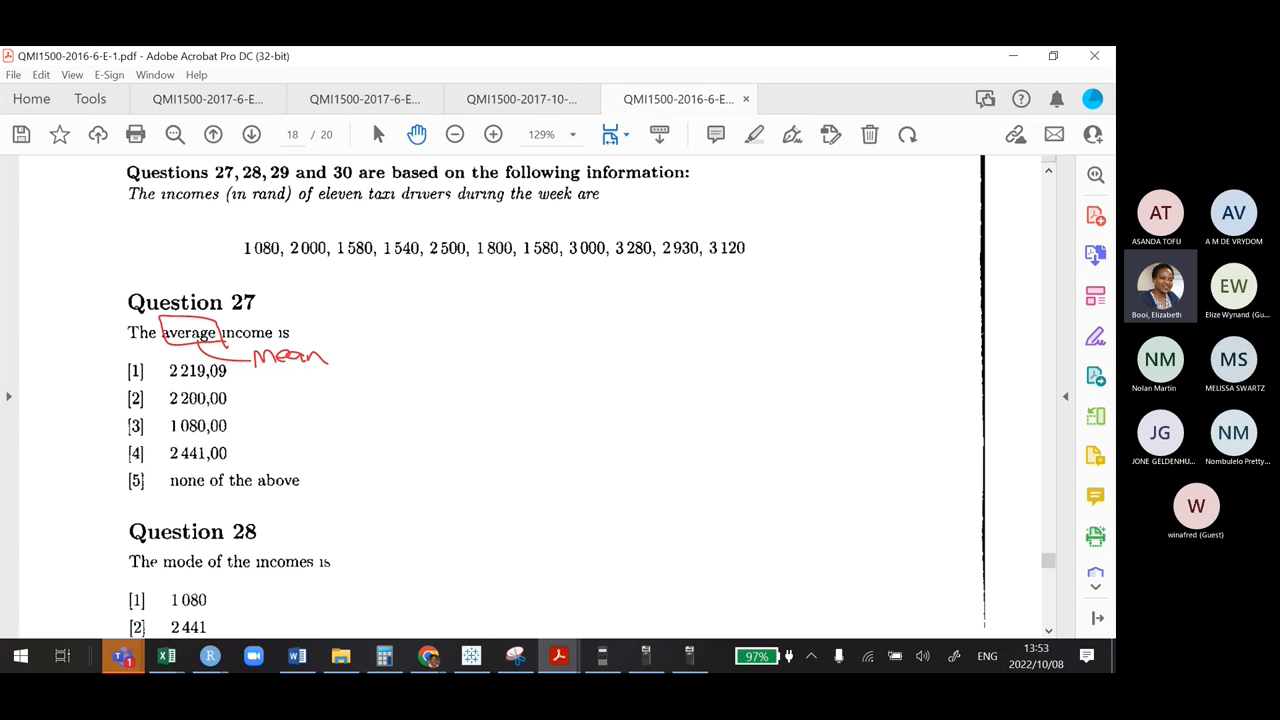 QMI1500-2016-6-E-1.pdf - Adobe Acrobat Pro DC (32-bit)
File Edit View E-Sign Window Help
Home Tools QMI1500-2017-6-E... QMI1500-2017-6-E... QMI1500-2017-10-... QMI1500-2016-6-E... ×
18 / 20 129%
Questions 27, 28, 29 and 30 are based on the following information:
The incomes (in rand) of eleven taxi drivers during the week are
1 080, 2 000, 1 580, 1 540, 2 500, 1 800, 1 580, 3 000, 3 280, 2 930, 3 120
Question 27
The average income is
mean
[1] 2 219,09
[2] 2 200,00
[3] 1 080,00
[4] 2 441,00
[5] none of the above
Question 28
The mode of the incomes is
[1] 1 080
[2] 2 441
AT
ASANDA TOFU
AV
A M DE VRYDOM
Booi, Elizabeth
EW
Elize Wynand (Gu...
NM
Nolan Martin
MS
MELISSA SWARTZ
JG
JONE GELDENHU...
NM
Nombulelo Pretty...
W
winafred (Guest)
97% ENG 13:53
2022/10/08